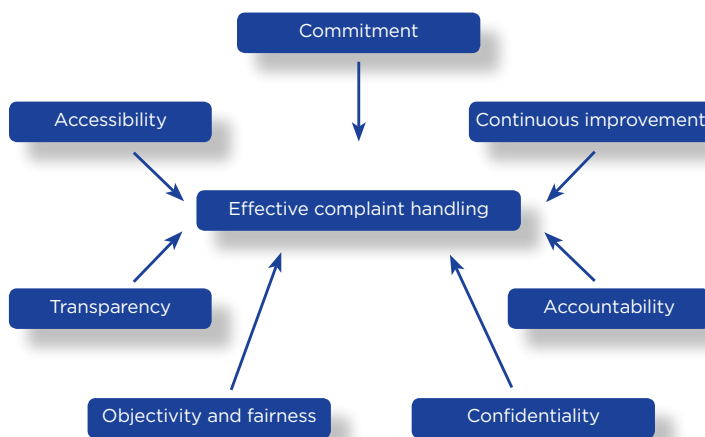 Commitment
Accessibility
Continuous improvement
Effective complaint handling
Transparency
Accountability
Objectivity and fairness
Confidentiality